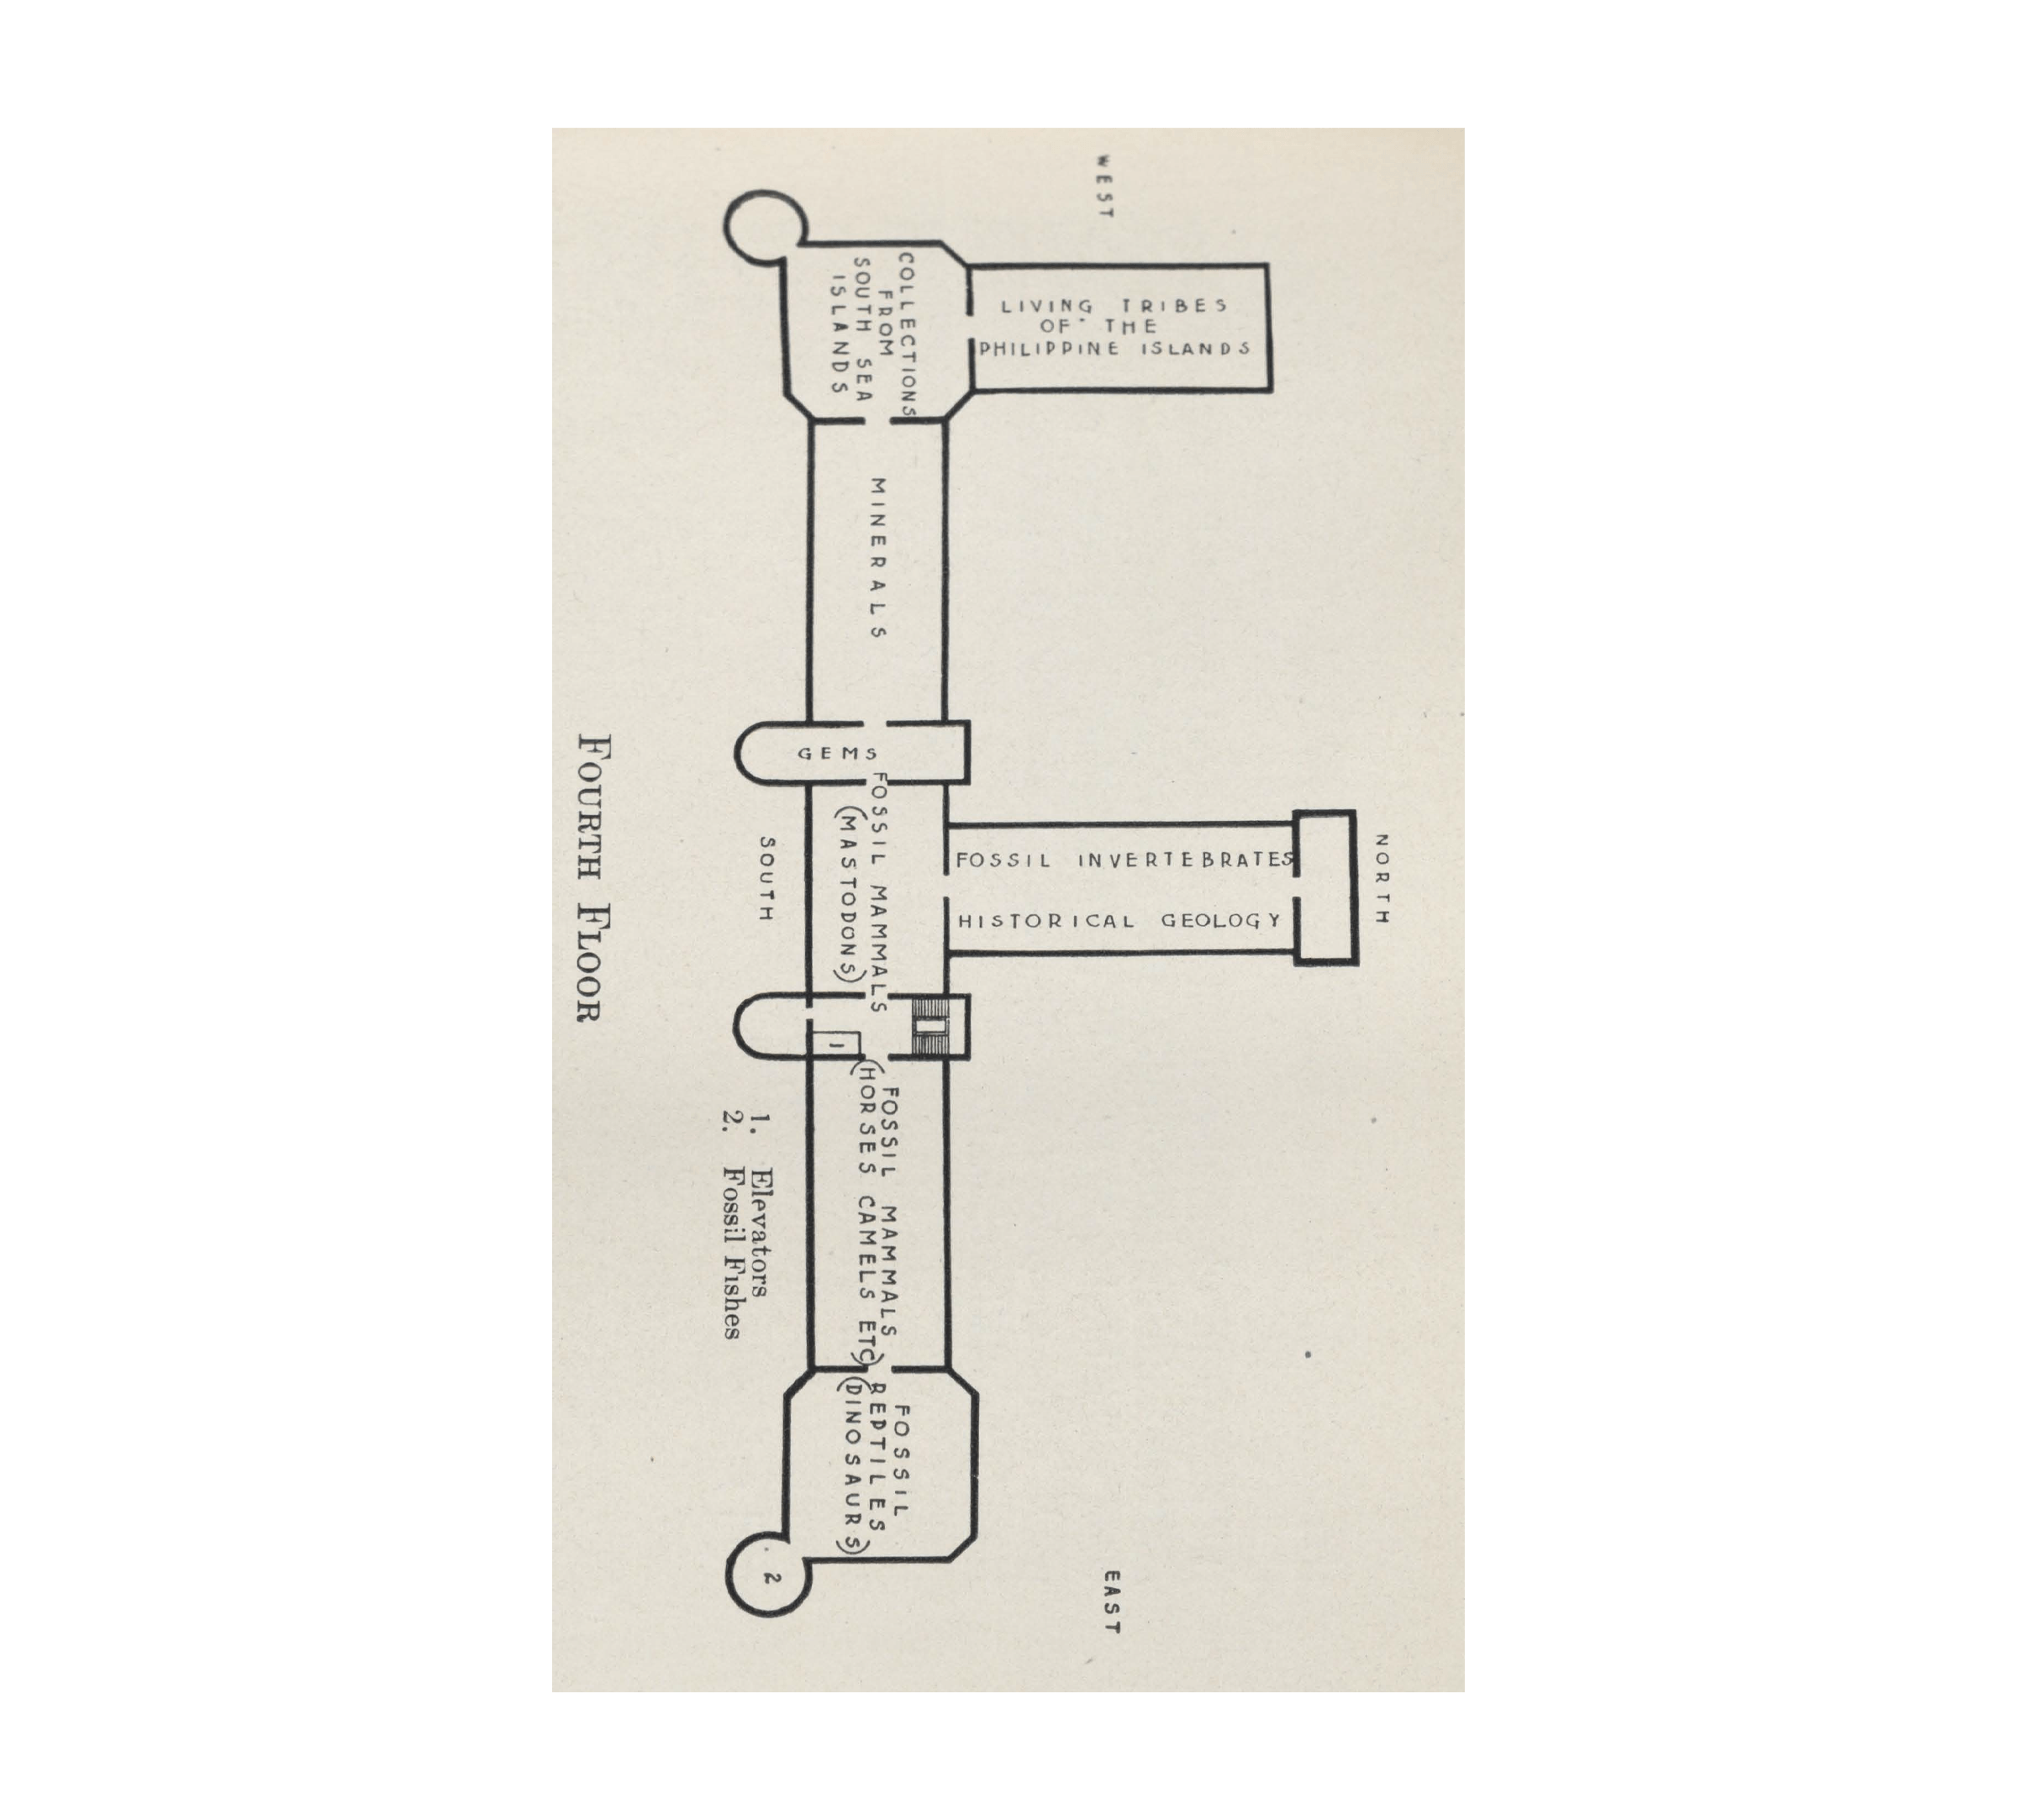 WEST
NORTH
LIVING TRIBES
OF THE
PHILIPPINE ISLANDS
COLLECTIONS
FROM
SOUTH SEA
ISLANDS
MINERALS
GEMS
FOSSIL MAMMALS
(MASTODONS)
FOSSIL INVERTEBRATES
HISTORICAL GEOLOGY
1
FOSSIL MAMMALS
(HORSES CAMELS ETC)
FOSSIL
REPTILES
(DINOSAURS)
2
EAST
SOUTH
1. Elevators
2. Fossil Fishes
FOURTH FLOOR